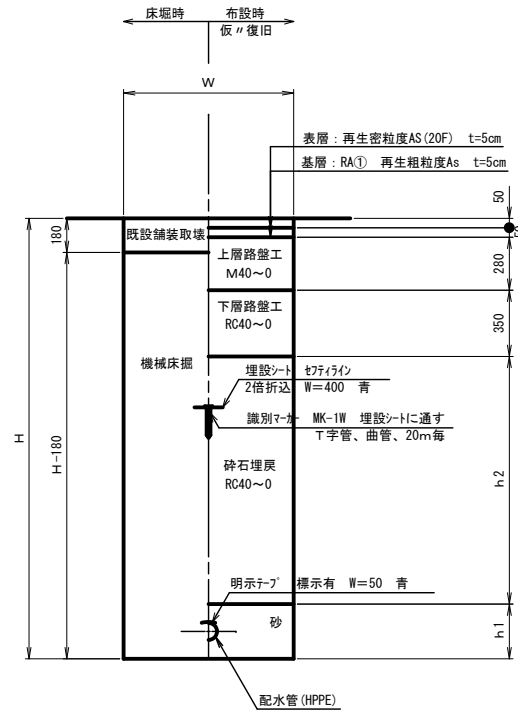 床堀時
布設時
仮〃復旧
W
表層：再生密粒度AS(20F) t=5cm
基層：RA① 再生粗粒度As t=5cm
50
180
既設舗装取壊
上層路盤工
M40～0
280
下層路盤工
RC40～0
350
機械床掘
埋設シート セフティライン
2倍折込 W=400 青
識別マーカー MK-1W 埋設シートに通す
T字管、曲管、20m毎
H
H-180
砕石埋戻
RC40～0
h2
明示テープ 標示有 W=50 青
砂
h1
配水管(HPPE)